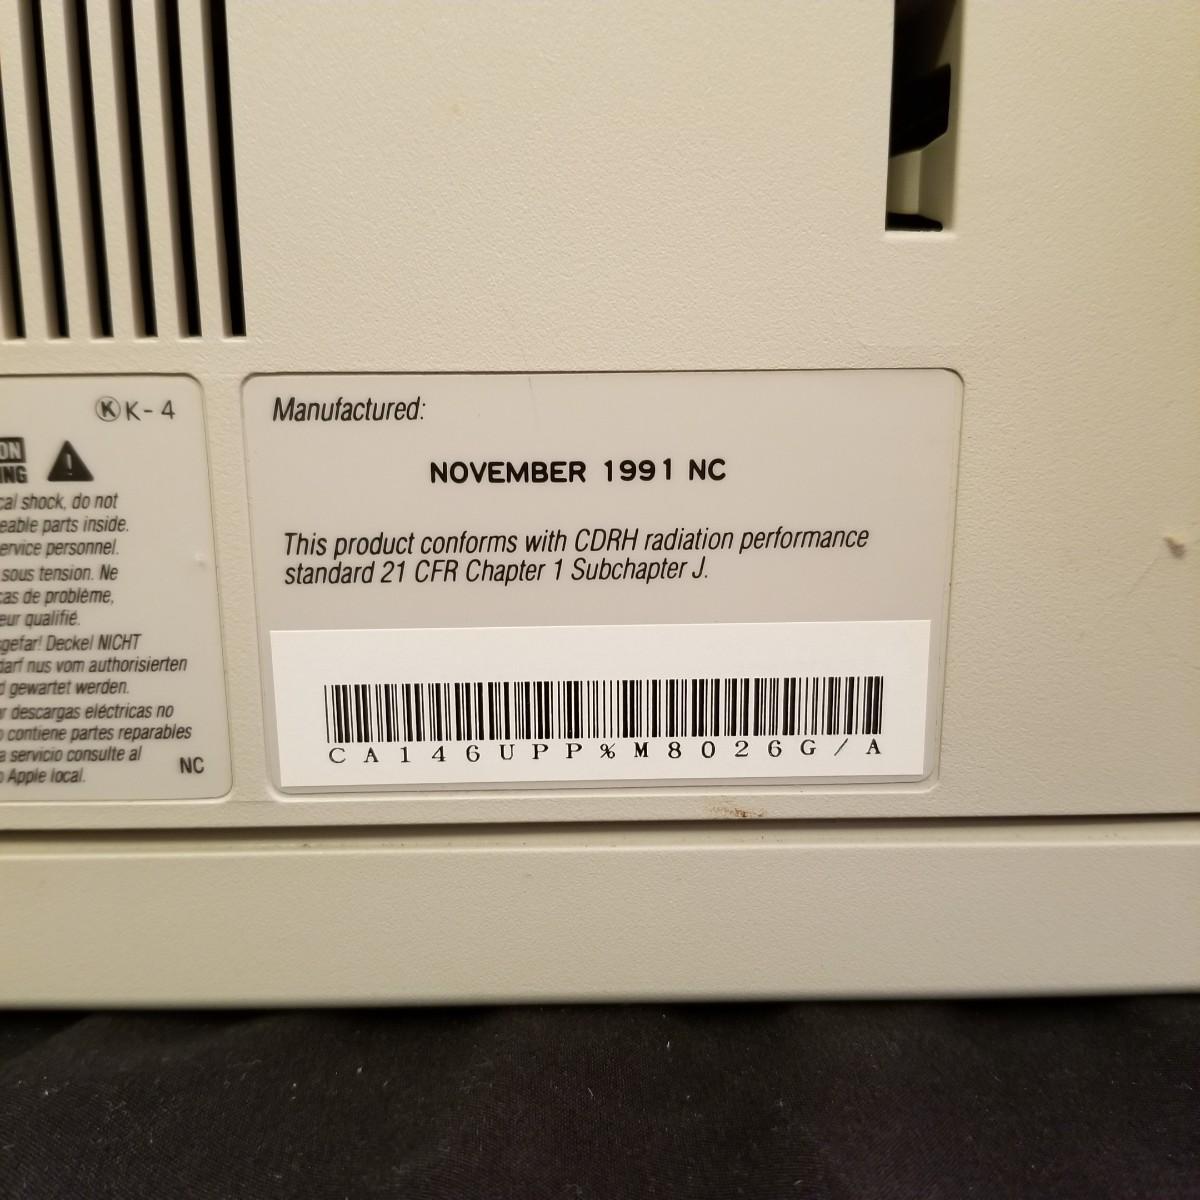 Ⓚ K-4
ON
ING
cal shock, do not
eable parts inside.
ervice personnel.
sous tension. Ne
cas de problème,
eur qualifié.
gefar! Deckel NICHT
darf nus vom authorisierten
d gewartet werden.
r descargas eléctricas no
o contiene partes reparables
a servicio consulte al
o Apple local.
NC
Manufactured:
NOVEMBER 1991 NC
This product conforms with CDRH radiation performance
standard 21 CFR Chapter 1 Subchapter J.
CA146UPP%M8026G/A